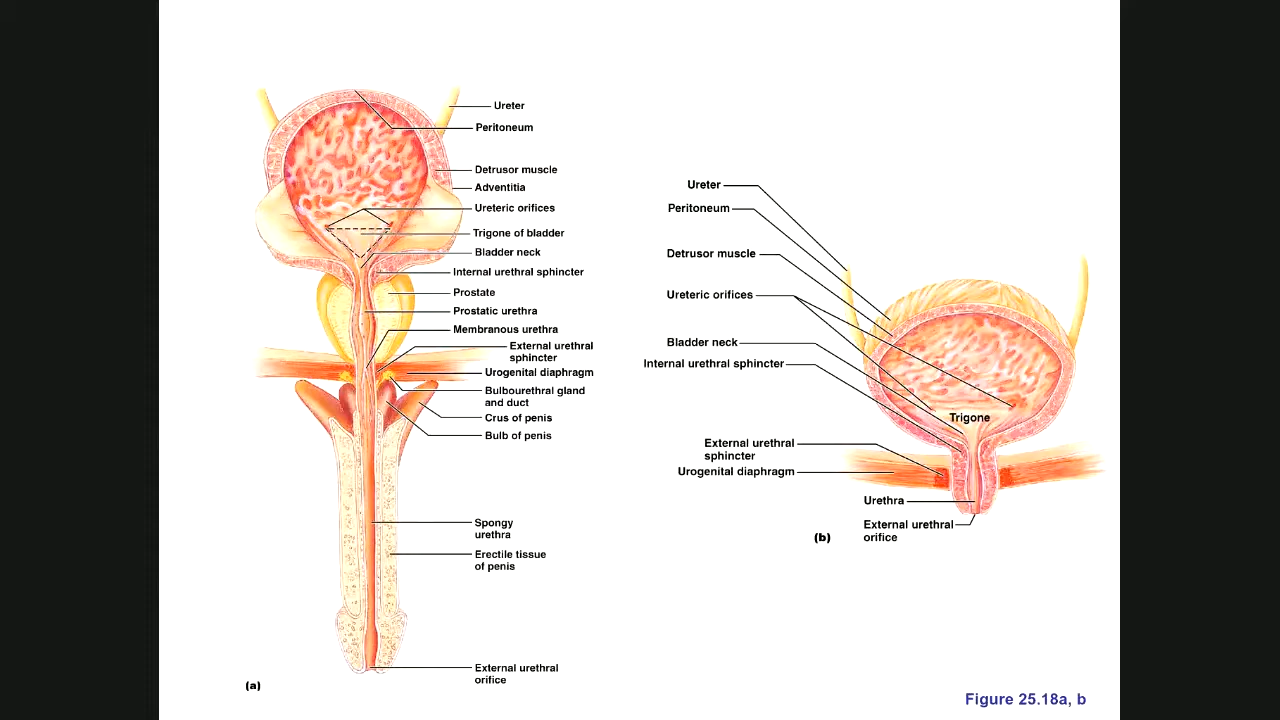 Ureter
Peritoneum
Detrusor muscle
Adventitia
Ureteric orifices
Trigone of bladder
Bladder neck
Internal urethral sphincter
Prostate
Prostatic urethra
Membranous urethra
External urethral
sphincter
Urogenital diaphragm
Bulbourethral gland
and duct
Crus of penis
Bulb of penis
Spongy
urethra
Erectile tissue
of penis
External urethral
orifice
(a)
Ureter
Peritoneum
Detrusor muscle
Ureteric orifices
Bladder neck
Internal urethral sphincter
Trigone
External urethral
sphincter
Urogenital diaphragm
Urethra
External urethral
orifice
(b)
Figure 25.18a, b